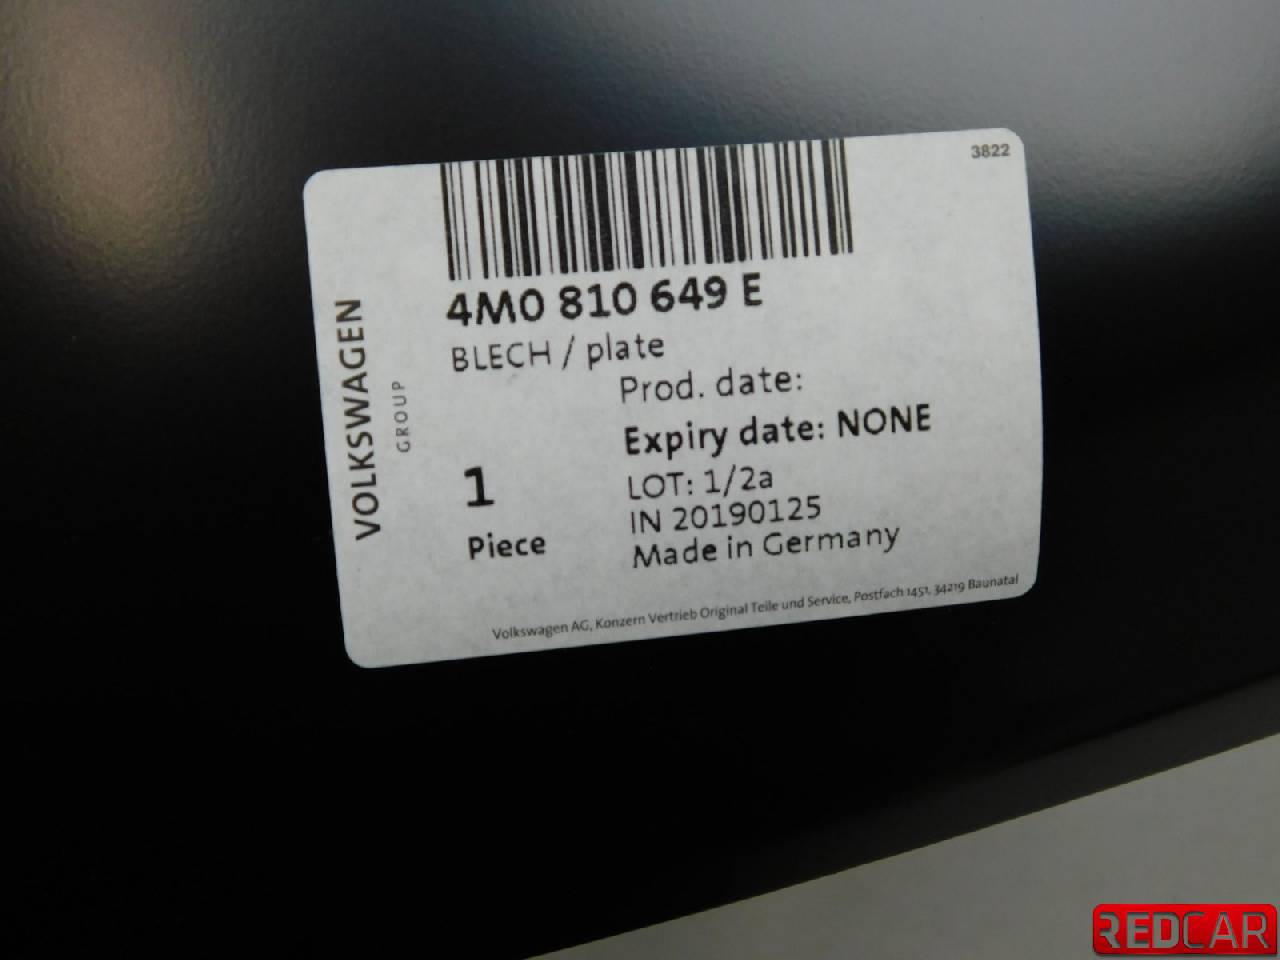 3822
4M0 810 649 E
BLECH / plate
Prod. date:
Expiry date: NONE
LOT: 1/2a
IN 20190125
Made in Germany
1
Piece
VOLKSWAGEN
GROUP
Volkswagen AG, Konzern Vertrieb Original Teile und Service, Postfach 1451, 34219 Baunatal
REDCAR